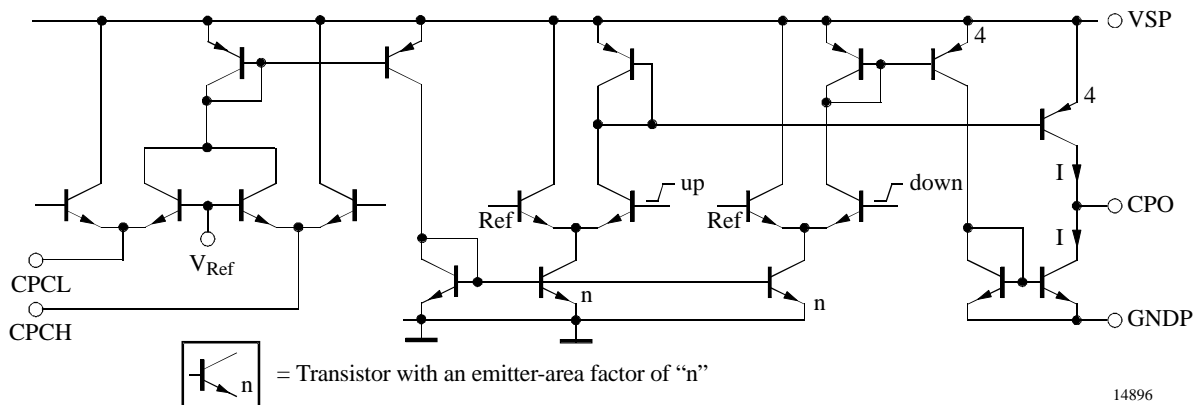 VSP
4
4
I
up
down
Ref
Ref
CPO
V_Ref
I
CPCL
n
n
CPCH
GNDP
n
= Transistor with an emitter-area factor of “n”
14896